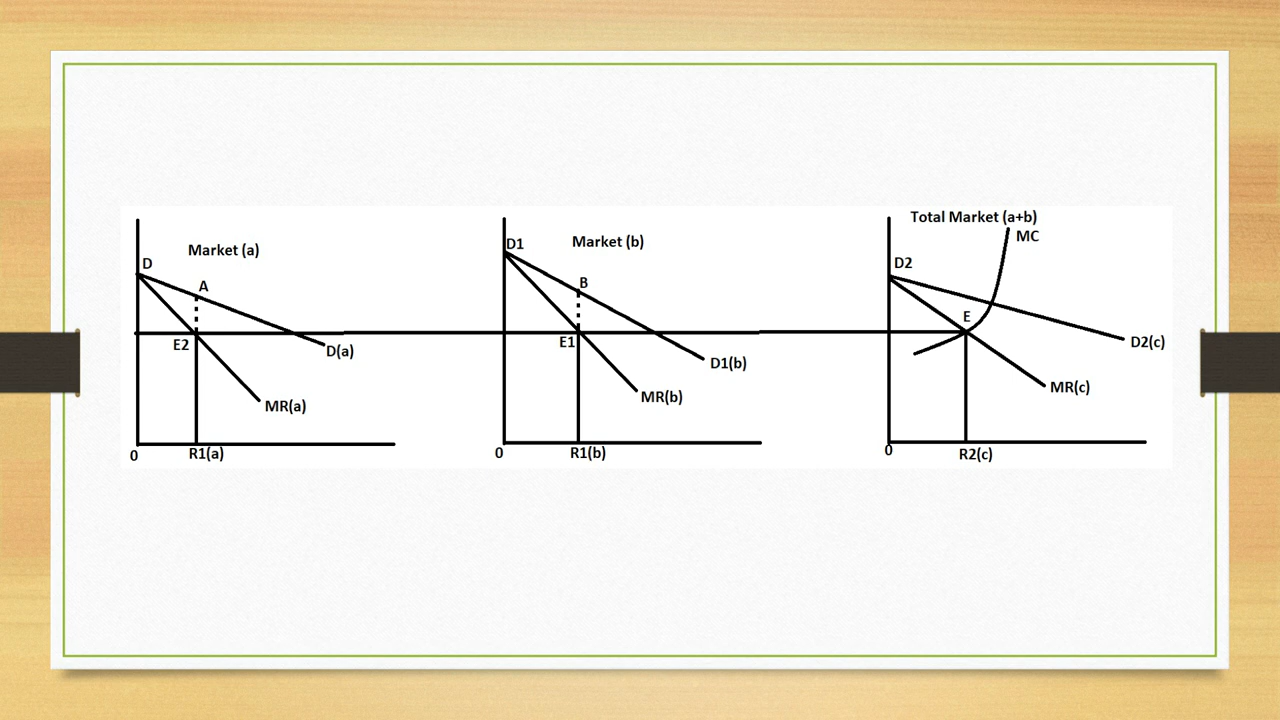 Market (a)
D
A
E2
D(a)
MR(a)
0
R1(a)
Market (b)
D1
B
E1
D1(b)
MR(b)
0
R1(b)
Total Market (a+b)
MC
D2
E
D2(c)
MR(c)
0
R2(c)